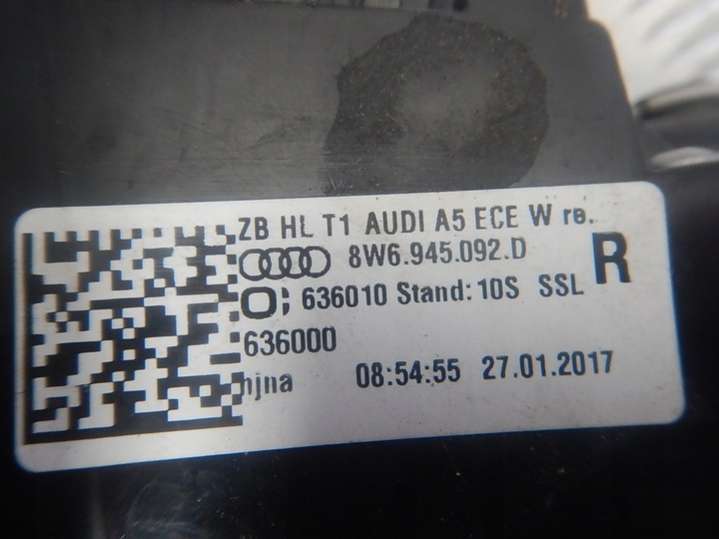 ZB HL T1 AUDI A5 ECE W re.
8W6.945.092.D R
636010 Stand: 10S SSL
636000
08:54:55 27.01.2017